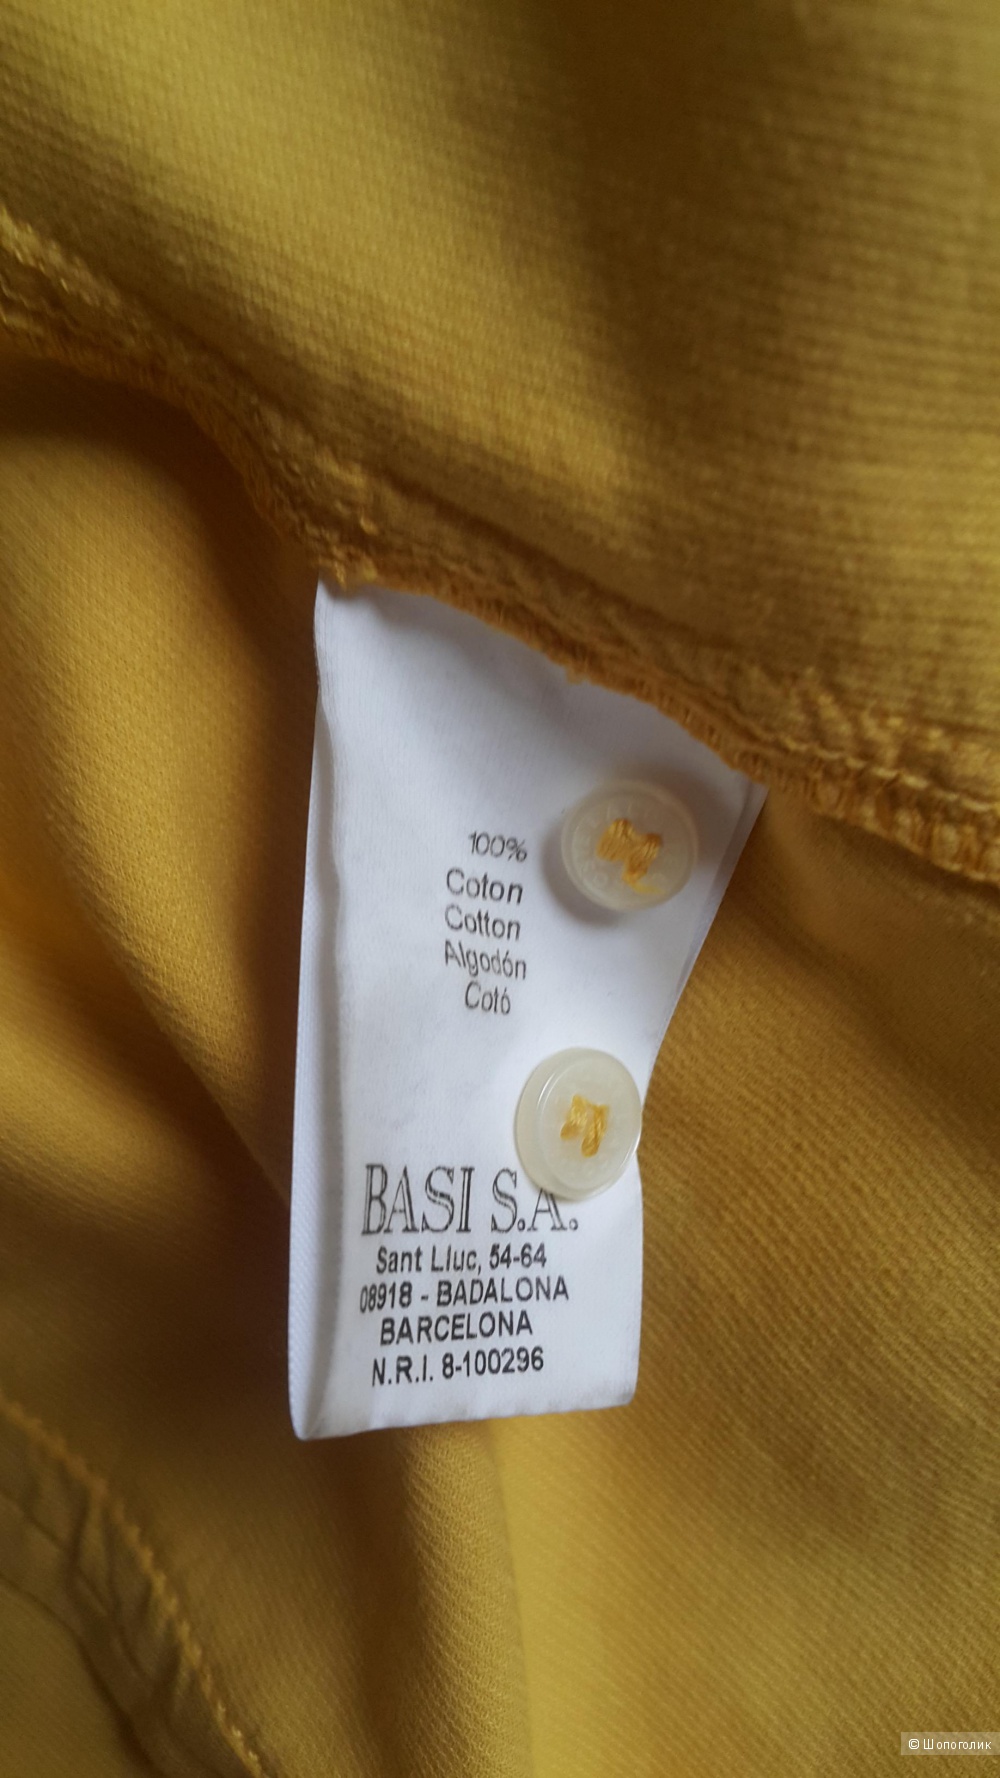 100%
Coton
Cotton
Algodón
Cotó
BASI S.A.
Sant Lluc, 54-64
08918 - BADALONA
BARCELONA
N.R.I. 8-100296
© Шопоголик